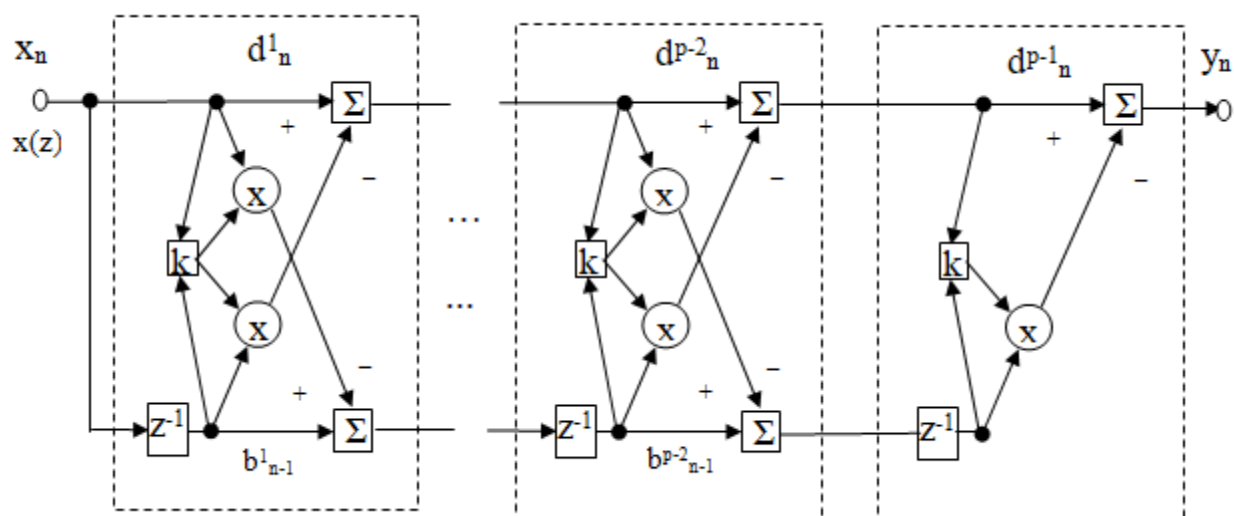 xₙ
d¹ₙ
dᵖ⁻²ₙ
dᵖ⁻¹ₙ
yₙ
x(z)
Σ
Σ
Σ
+
+
+
x
−
x
−
−
k
...
k
k
x
...
x
x
+
−
+
−
z⁻¹
Σ
z⁻¹
Σ
z⁻¹
b¹ₙ₋₁
bᵖ⁻²ₙ₋₁